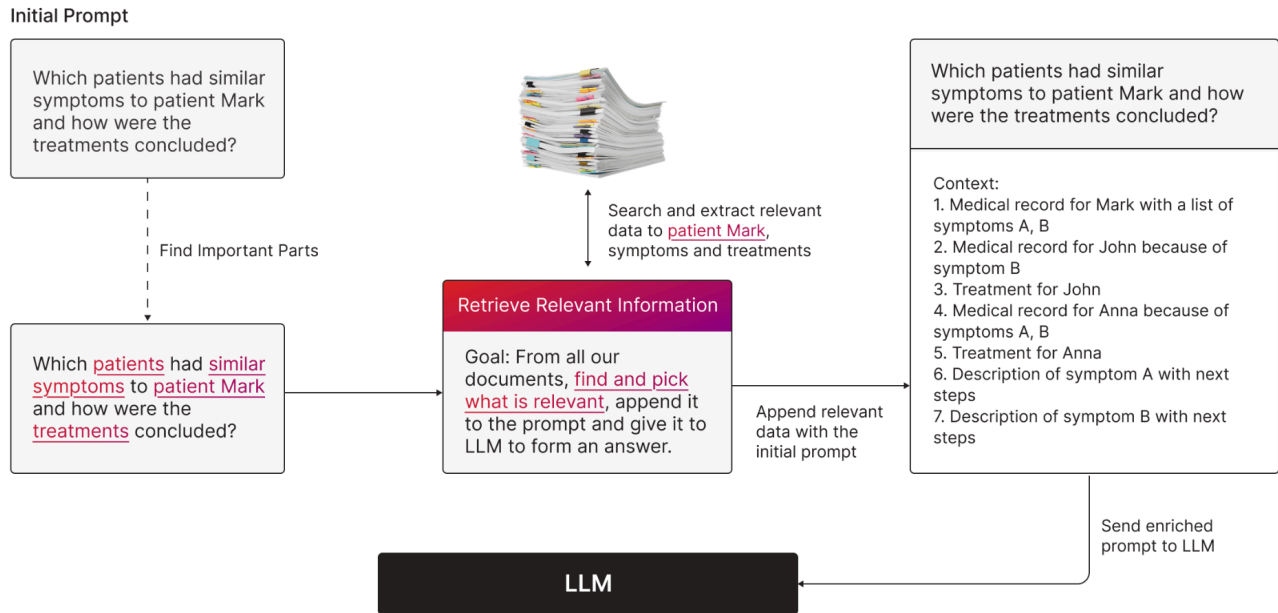 Initial Prompt
Which patients had similar
symptoms to patient Mark
and how were the
treatments concluded?
Find Important Parts
Which patients had similar
symptoms to patient Mark
and how were the
treatments concluded?
Search and extract relevant
data to patient Mark,
symptoms and treatments
Retrieve Relevant Information
Goal: From all our
documents, find and pick
what is relevant, append it
to the prompt and give it to
LLM to form an answer.
Append relevant
data with the
initial prompt
Which patients had similar
symptoms to patient Mark and how
were the treatments concluded?
Context:
1. Medical record for Mark with a list of
symptoms A, B
2. Medical record for John because of
symptom B
3. Treatment for John
4. Medical record for Anna because of
symptoms A, B
5. Treatment for Anna
6. Description of symptom A with next
steps
7. Description of symptom B with next
steps
Send enriched
prompt to LLM
LLM